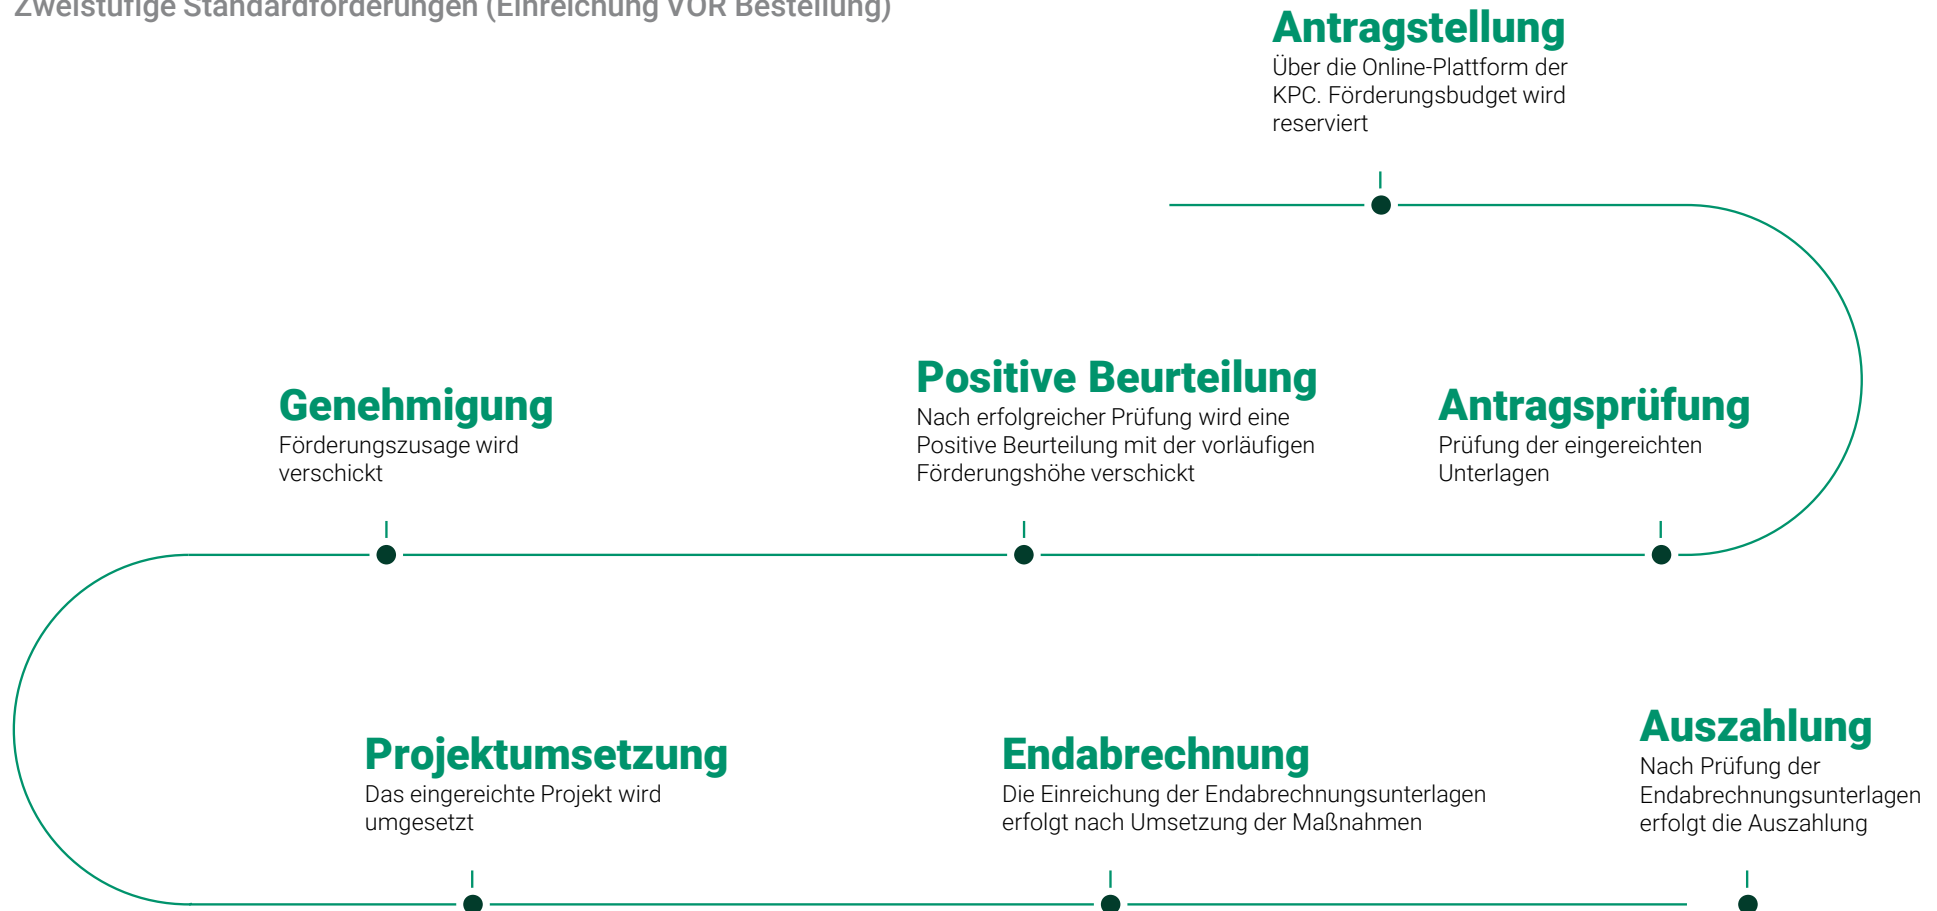 Zweistufige Standardförderungen (Einreichung VOR Bestellung)
Antragstellung
Über die Online-Plattform der
KPC. Förderungsbudget wird
reserviert
Antragsprüfung
Prüfung der eingereichten
Unterlagen
Positive Beurteilung
Nach erfolgreicher Prüfung wird eine
Positive Beurteilung mit der vorläufigen
Förderungshöhe verschickt
Genehmigung
Förderungszusage wird
verschickt
Projektumsetzung
Das eingereichte Projekt wird
umgesetzt
Endabrechnung
Die Einreichung der Endabrechnungsunterlagen
erfolgt nach Umsetzung der Maßnahmen
Auszahlung
Nach Prüfung der
Endabrechnungsunterlagen
erfolgt die Auszahlung